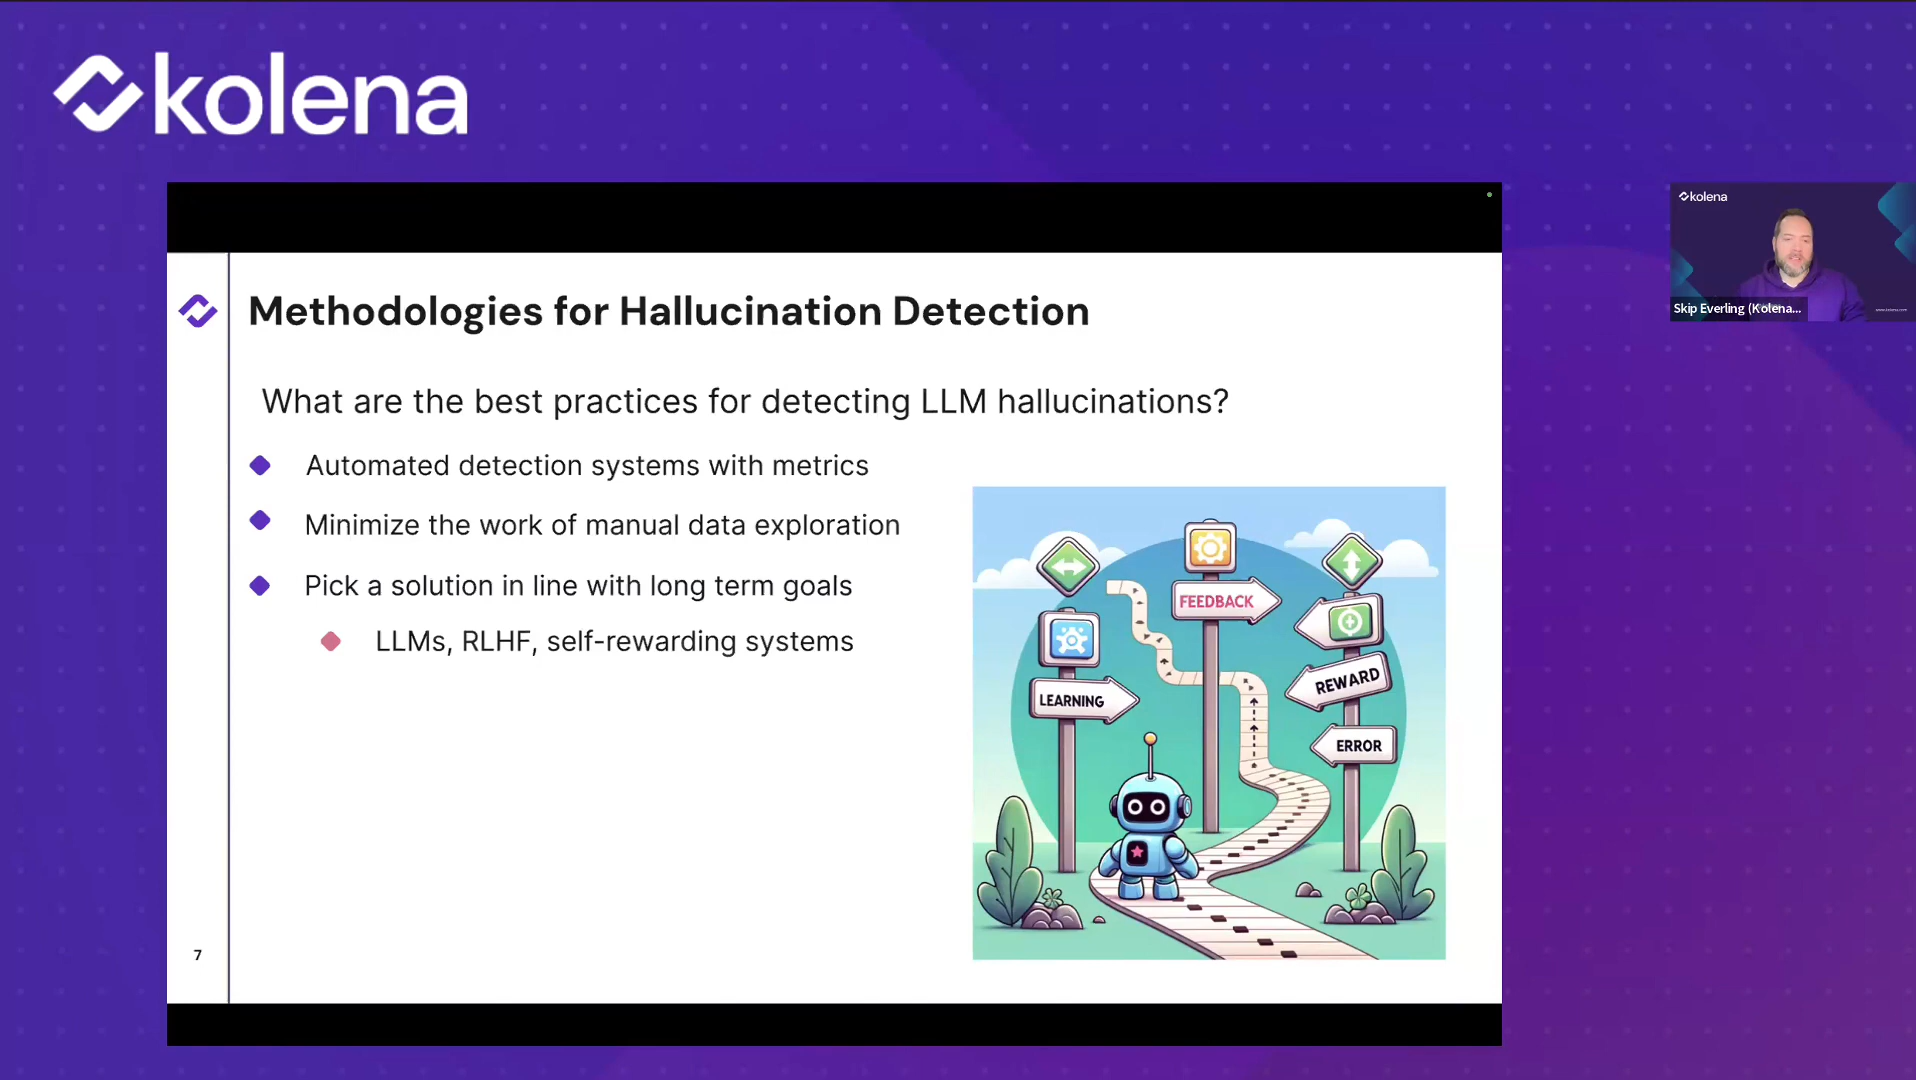 kolena
kolena
Skip Everling (Kolena...
Methodologies for Hallucination Detection
What are the best practices for detecting LLM hallucinations?
Automated detection systems with metrics
Minimize the work of manual data exploration
Pick a solution in line with long term goals
LLMs, RLHF, self-rewarding systems
FEEDBACK
LEARNING
REWARD
ERROR
7